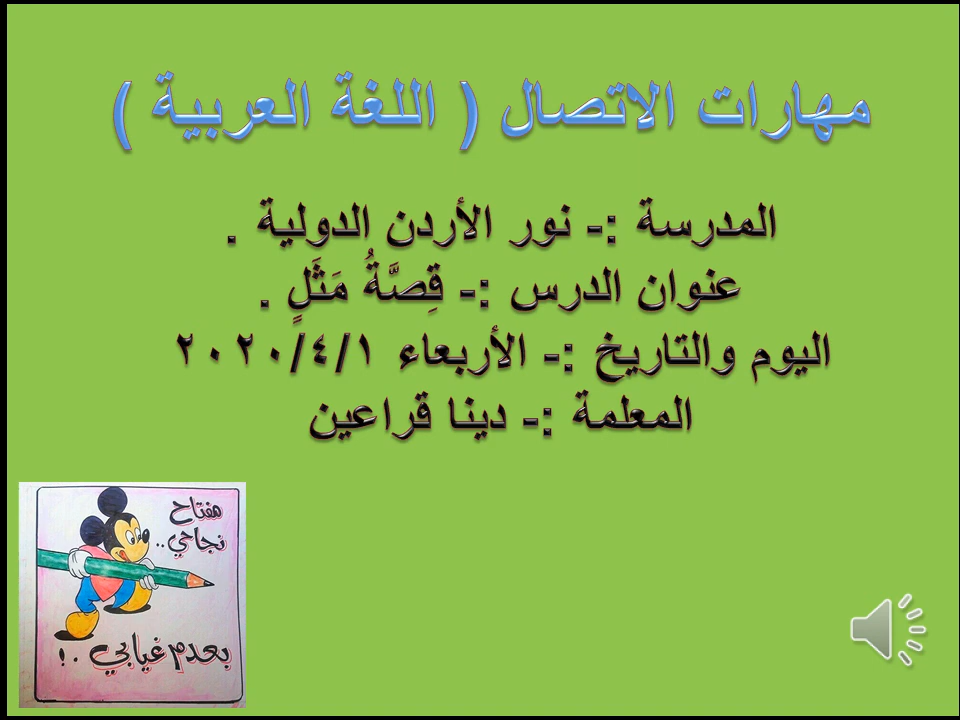 مهارات الاتصال ( اللغة العربية )
المدرسة :- نور الأردن الدولية .
عنوان الدرس :- قِصَّةُ مَثَلٍ .
اليوم والتاريخ :- الأربعاء ٢٠٢٠/٤/١
المعلمة :- دينا قراعين
مفتاح
نجاحي..
بعدم غيابي .!